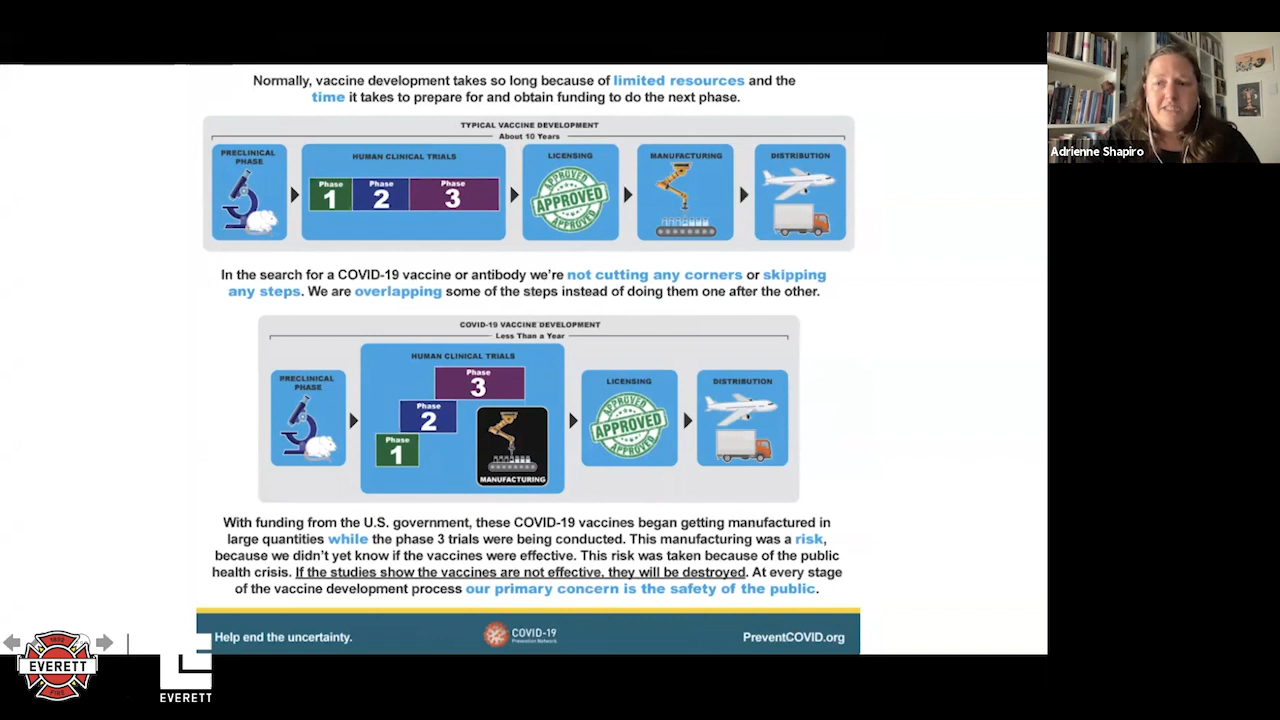 Normally, vaccine development takes so long because of limited resources and the
time it takes to prepare for and obtain funding to do the next phase.
TYPICAL VACCINE DEVELOPMENT
About 10 Years
PRECLINICAL
PHASE
HUMAN CLINICAL TRIALS
Phase
1
Phase
2
Phase
3
LICENSING
APPROVED
APPROVED
APPROVED
MANUFACTURING
DISTRIBUTION
Adrienne Shapiro
In the search for a COVID-19 vaccine or antibody we're not cutting any corners or skipping
any steps. We are overlapping some of the steps instead of doing them one after the other.
COVID-19 VACCINE DEVELOPMENT
Less Than a Year
PRECLINICAL
PHASE
HUMAN CLINICAL TRIALS
Phase
3
Phase
2
Phase
1
MANUFACTURING
LICENSING
APPROVED
APPROVED
APPROVED
DISTRIBUTION
With funding from the U.S. government, these COVID-19 vaccines began getting manufactured in
large quantities while the phase 3 trials were being conducted. This manufacturing was a risk,
because we didn't yet know if the vaccines were effective. This risk was taken because of the public
health crisis. If the studies show the vaccines are not effective, they will be destroyed. At every stage
of the vaccine development process our primary concern is the safety of the public.
Help end the uncertainty.
COVID-19
Prevention Network
PreventCOVID.org
EVERETT
FIRE
EVERETT